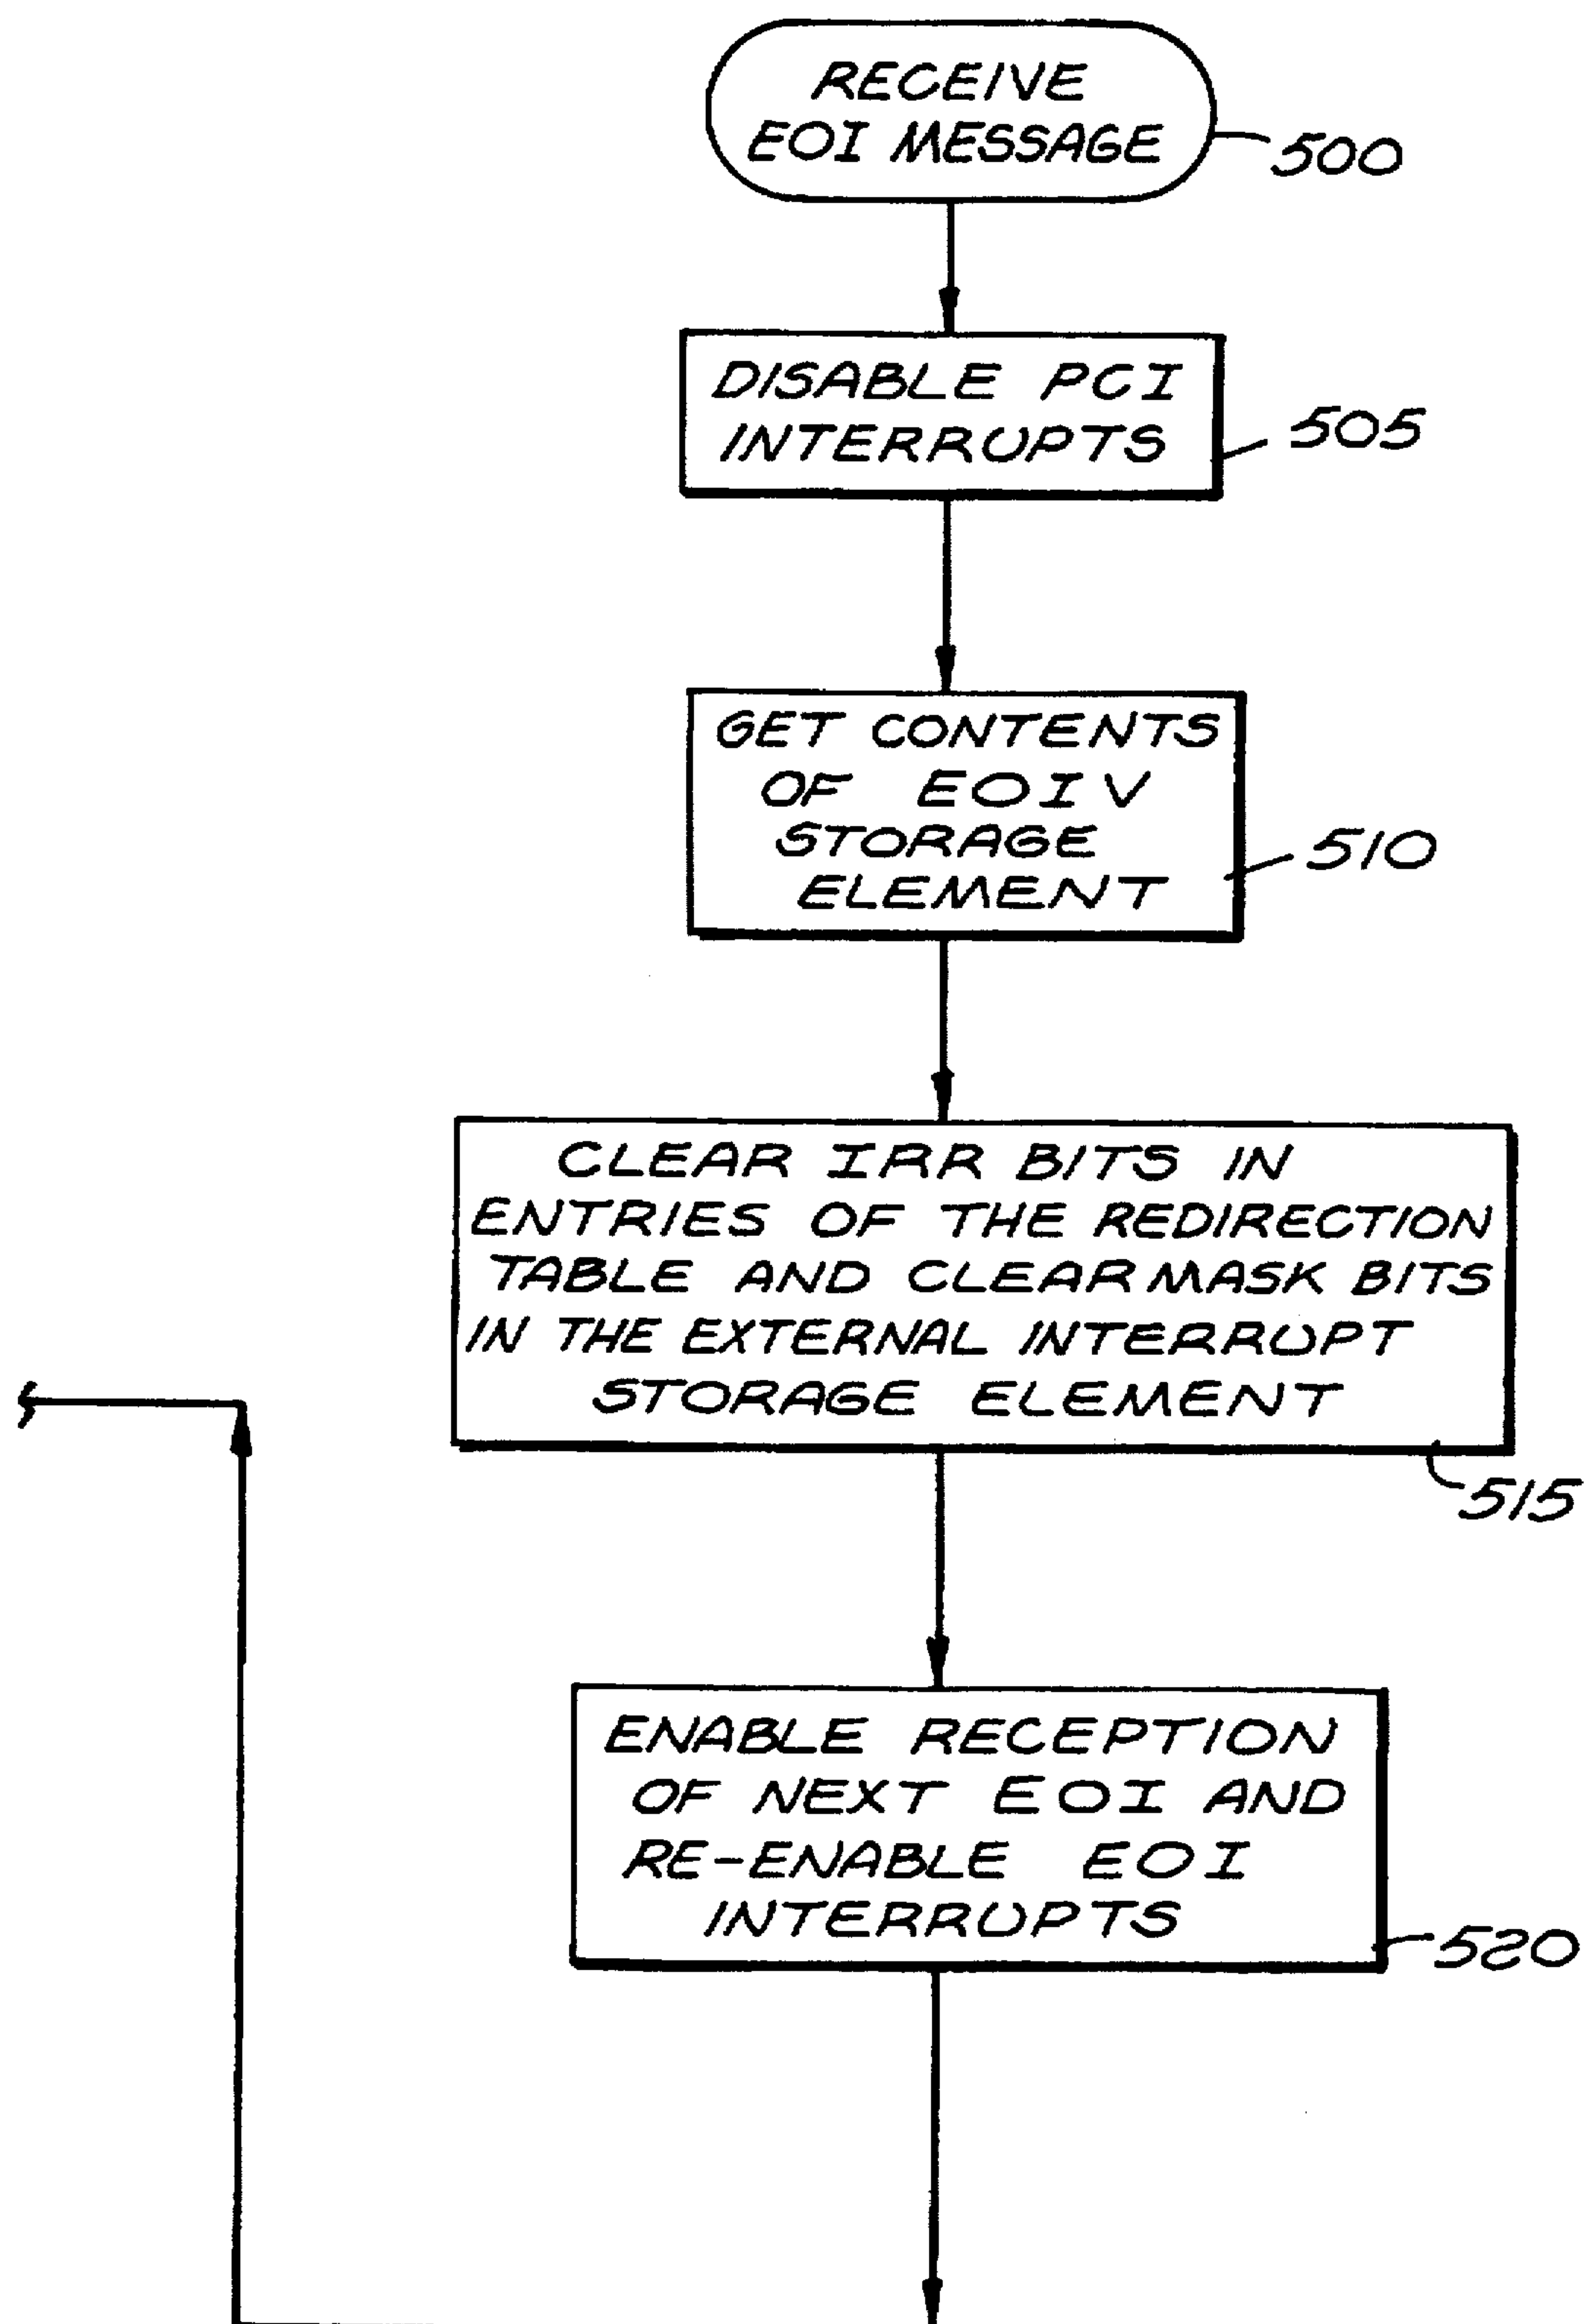 RECEIVE
EOI MESSAGE
500
DISABLE PCI
INTERRUPTS
505
GET CONTENTS
OF EOIV
STORAGE
ELEMENT
510
CLEAR IRR BITS IN
ENTRIES OF THE REDIRECTION
TABLE AND CLEAR MASK BITS
IN THE EXTERNAL INTERRUPT
STORAGE ELEMENT
515
ENABLE RECEPTION
OF NEXT EOI AND
RE-ENABLE EOI
INTERRUPTS
520